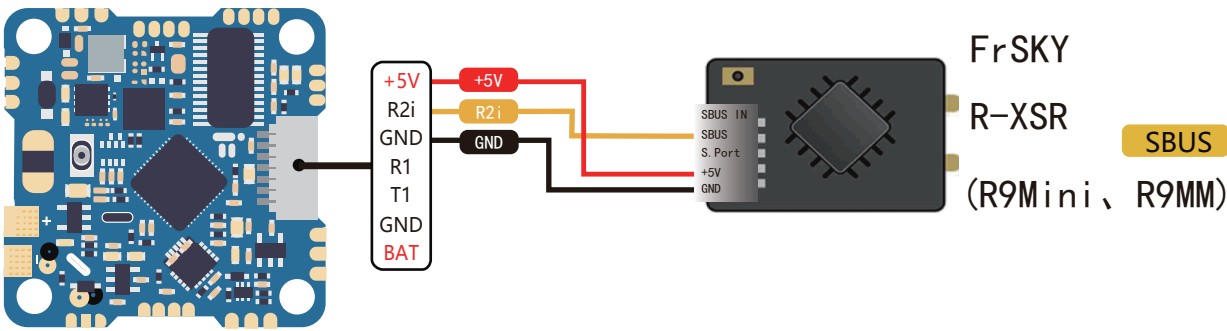 +5V
R2i
GND
R1
T1
GND
BAT
+5V
R2i
GND
SBUS IN
SBUS
S.Port
+5V
GND
FrSKY
R-XSR
SBUS
(R9Mini、R9MM)
+
-